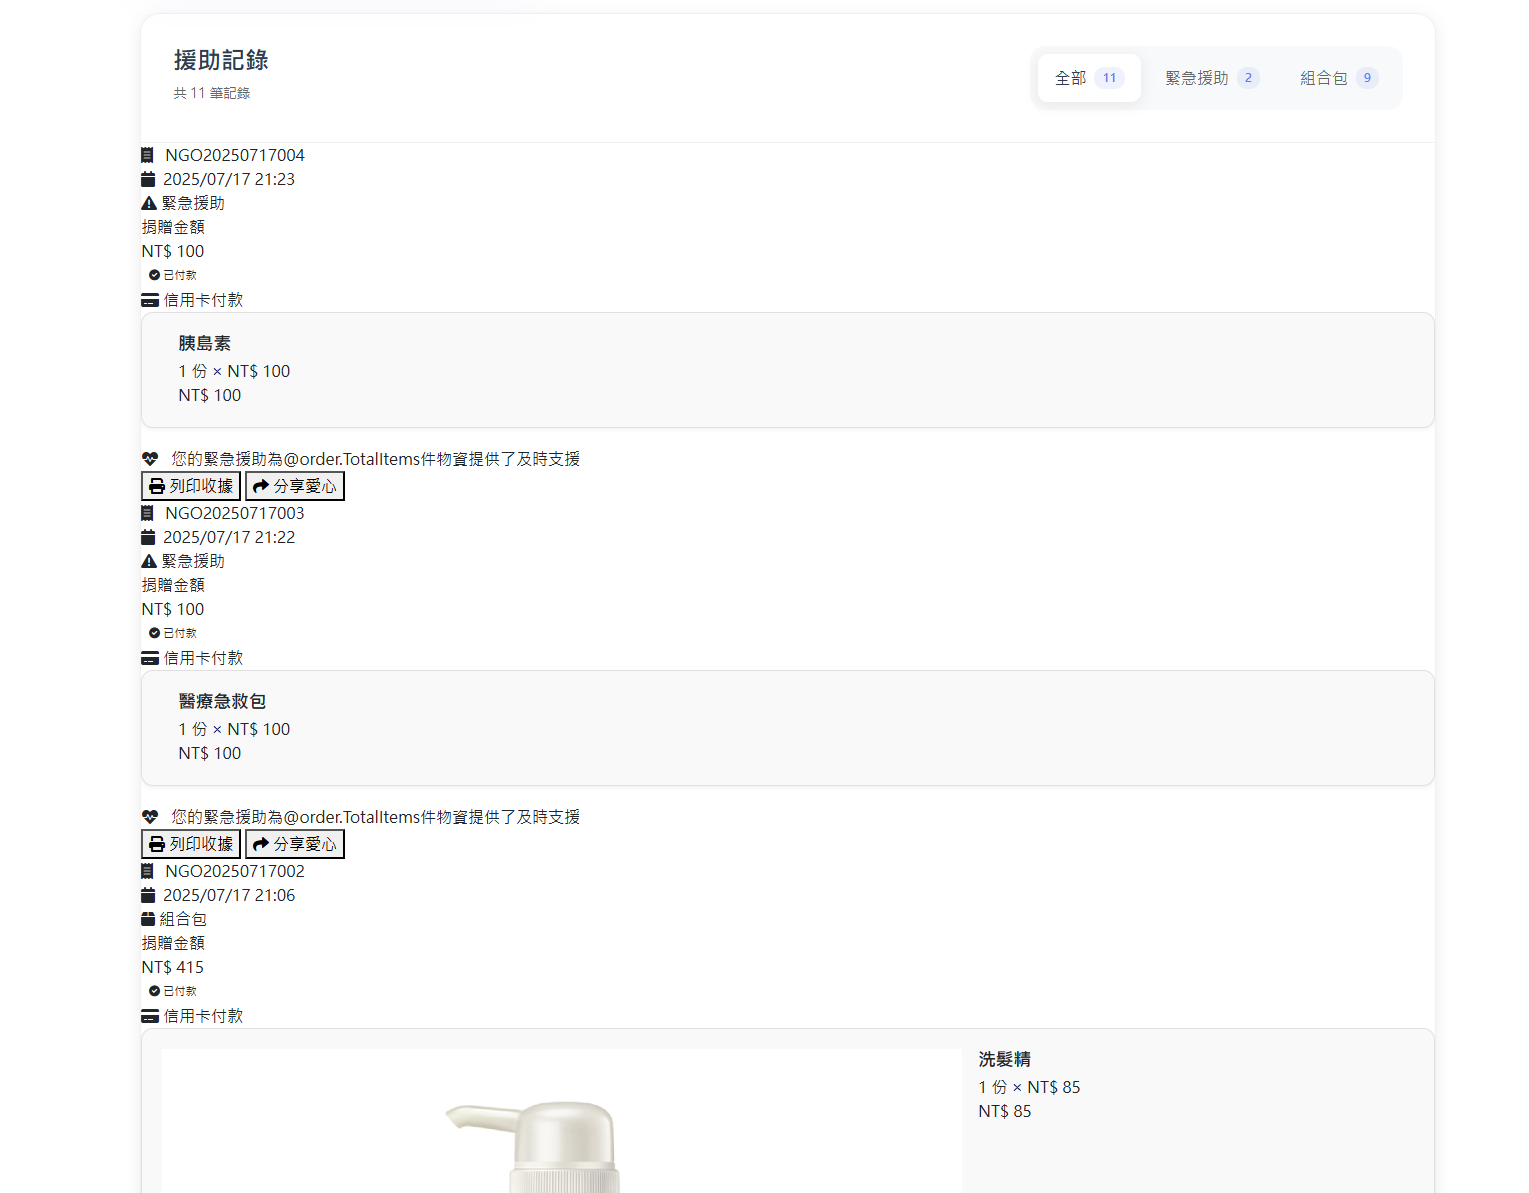 援助記錄
共 11 筆記錄
全部 11 緊急援助 2 組合包 9
NGO20250717004
2025/07/17 21:23
緊急援助
捐贈金額
NT$ 100
已付款
信用卡付款
胰島素
1 份 × NT$ 100
NT$ 100
您的緊急援助為@order.TotalItems件物資提供了及時支援
列印收據 分享愛心
NGO20250717003
2025/07/17 21:22
緊急援助
捐贈金額
NT$ 100
已付款
信用卡付款
醫療急救包
1 份 × NT$ 100
NT$ 100
您的緊急援助為@order.TotalItems件物資提供了及時支援
列印收據 分享愛心
NGO20250717002
2025/07/17 21:06
組合包
捐贈金額
NT$ 415
已付款
信用卡付款
洗髮精
1 份 × NT$ 85
NT$ 85